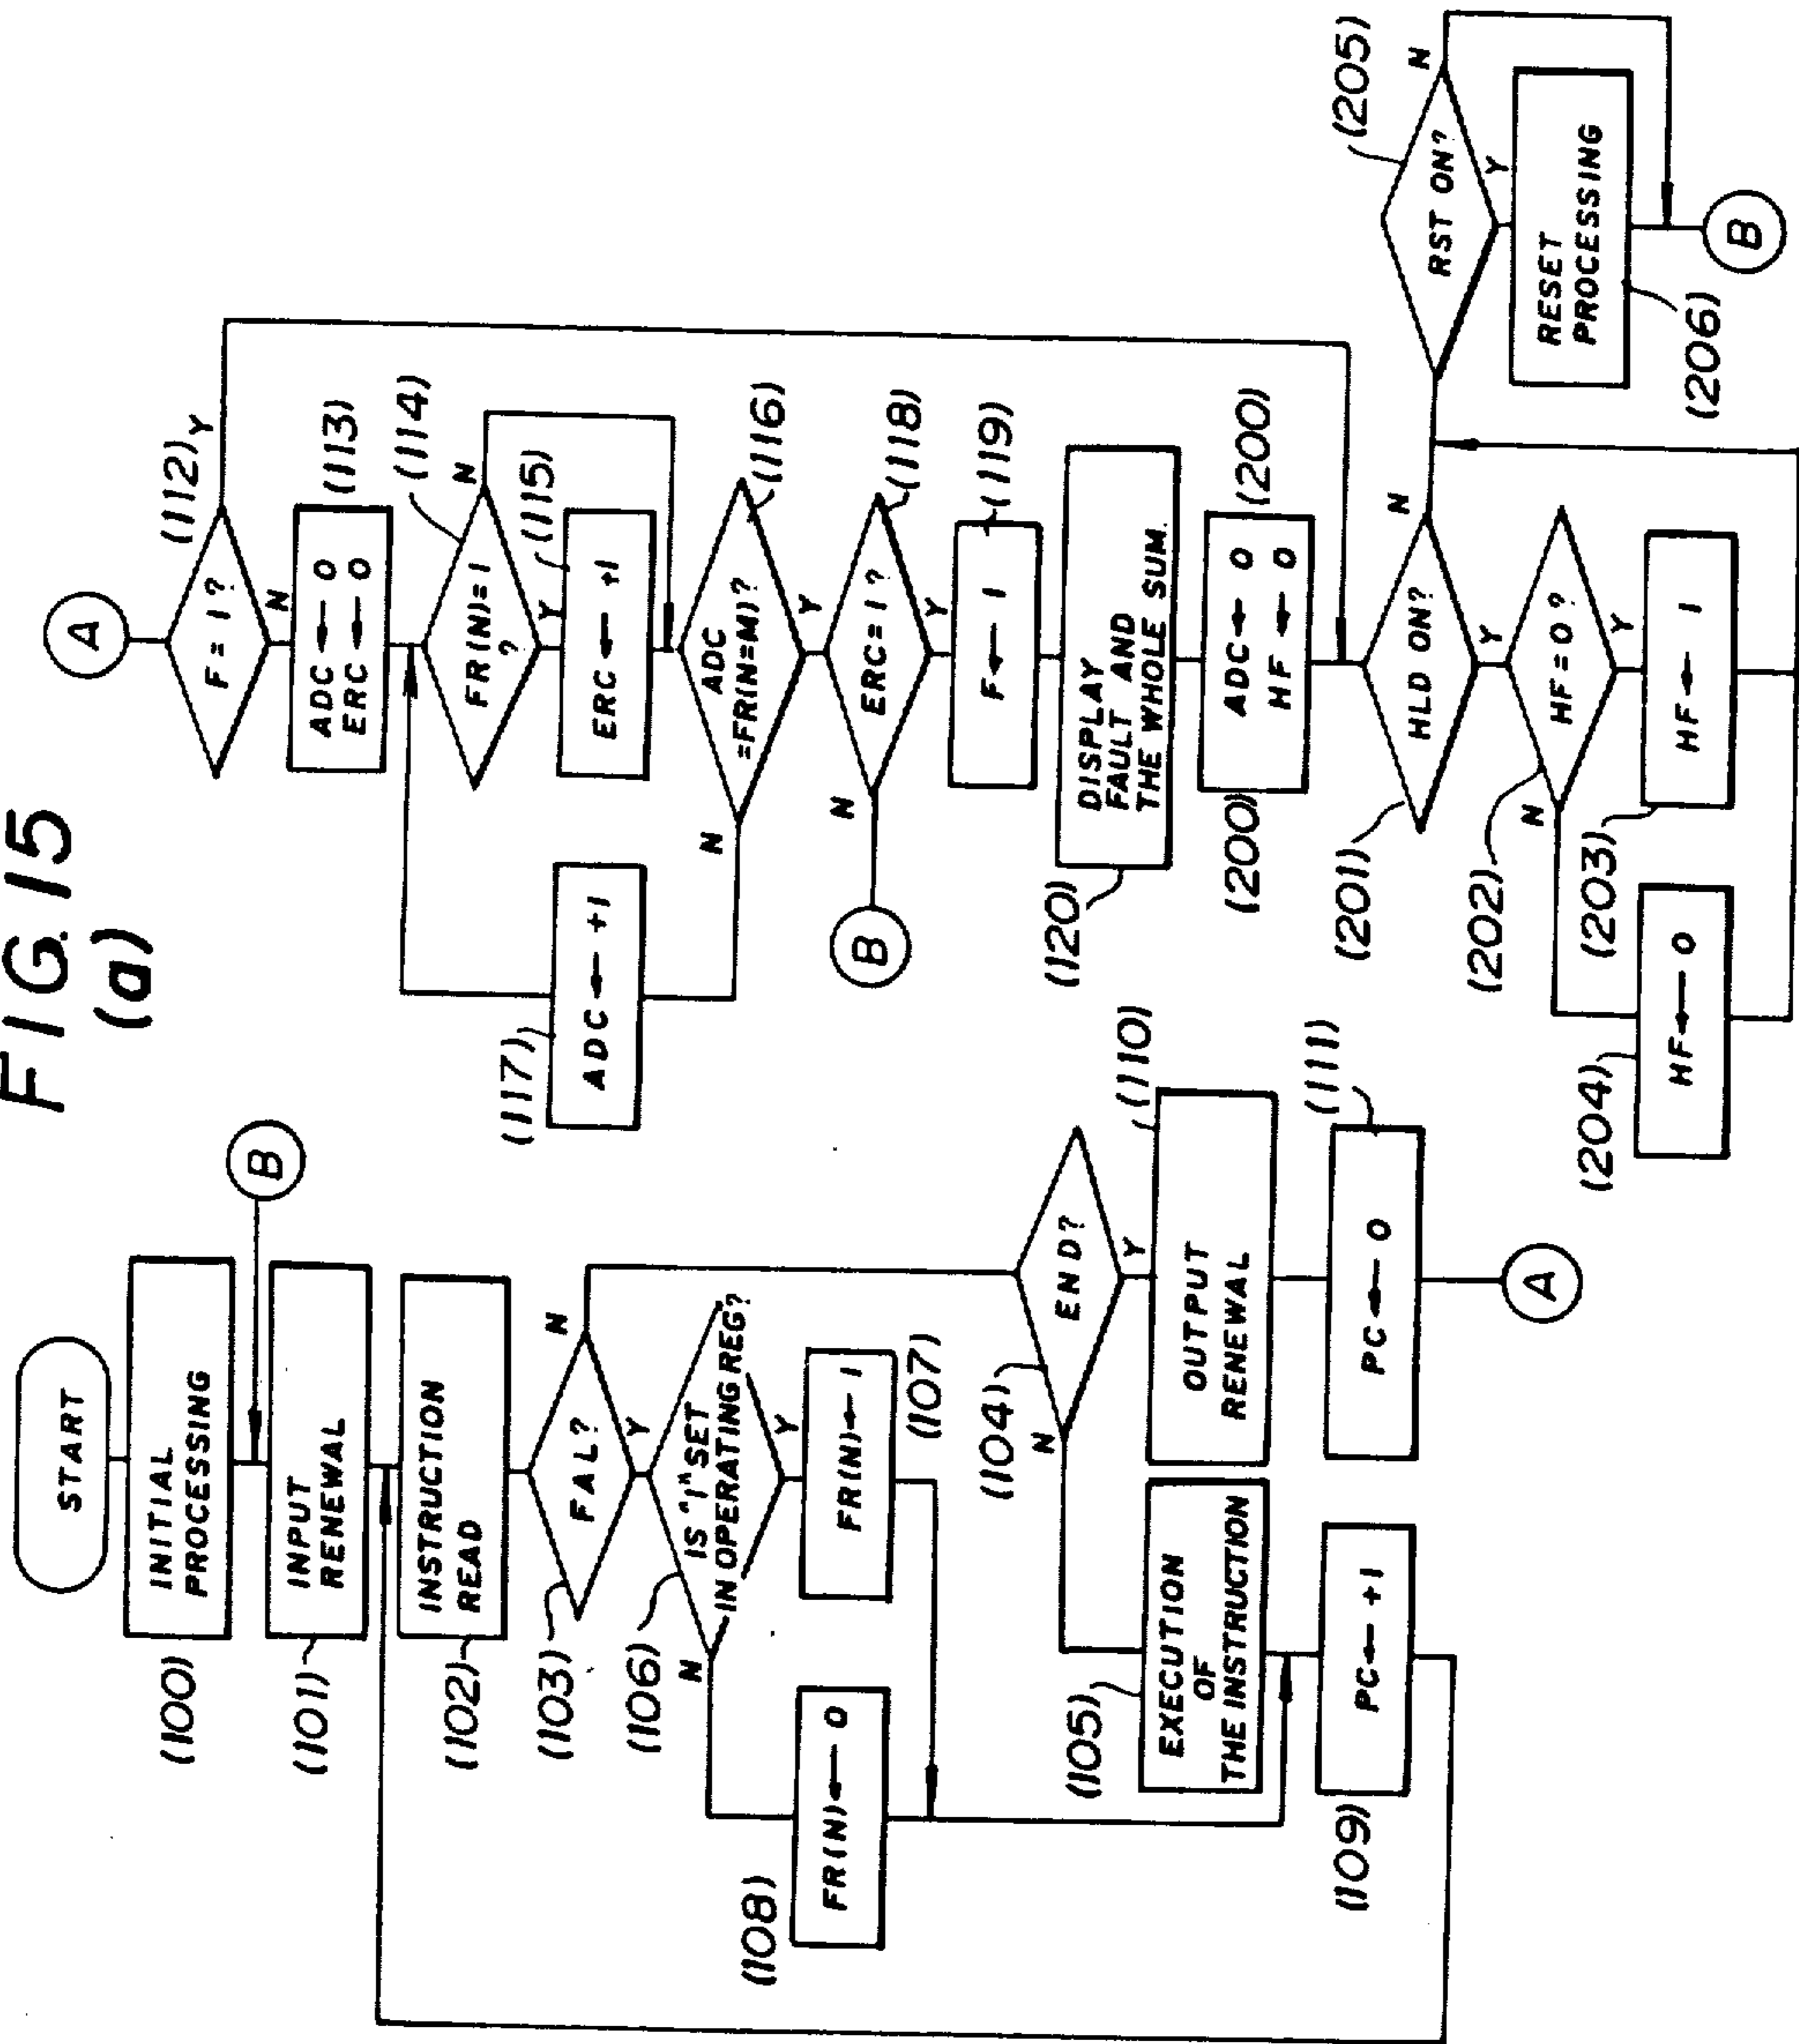 FIG. 15
(a)
START
INITIAL
PROCESSING
(100)
B
INPUT
RENEWAL
(101)
INSTRUCTION
READ
(102)
FAL?
(103)
N
Y
IS "1" SET
IN OPERATING REG?
(106)
N
Y
FR(N)← 1
(107)
FR(N)← 0
(108)
END?
(104)
N
Y
EXECUTION
OF
THE INSTRUCTION
(105)
OUTPUT
RENEWAL
(110)
PC← +1
(109)
PC← 0
(111)
A
A
F = 1 ?
(112)
Y
N
ADC← 0
ERC← 0
(113)
FR(N)= 1
?
(114)
N
Y
(115)
ERC← +1
ADC
=FR(N=M)?
(116)
N
Y
(117)
ADC← +1
ERC= 1 ?
(118)
N
Y
B
F← 1
(119)
DISPLAY
FAULT AND
THE WHOLE SUM.
(120)
ADC← 0
HF← 0
(200)
(200)
HLD ON?
(201)
N
Y
HF=0 ?
(202)
N
Y
HF← 1
(203)
HF← 0
(204)
RST ON?
(205)
N
Y
RESET
PROCESSING
(206)
B